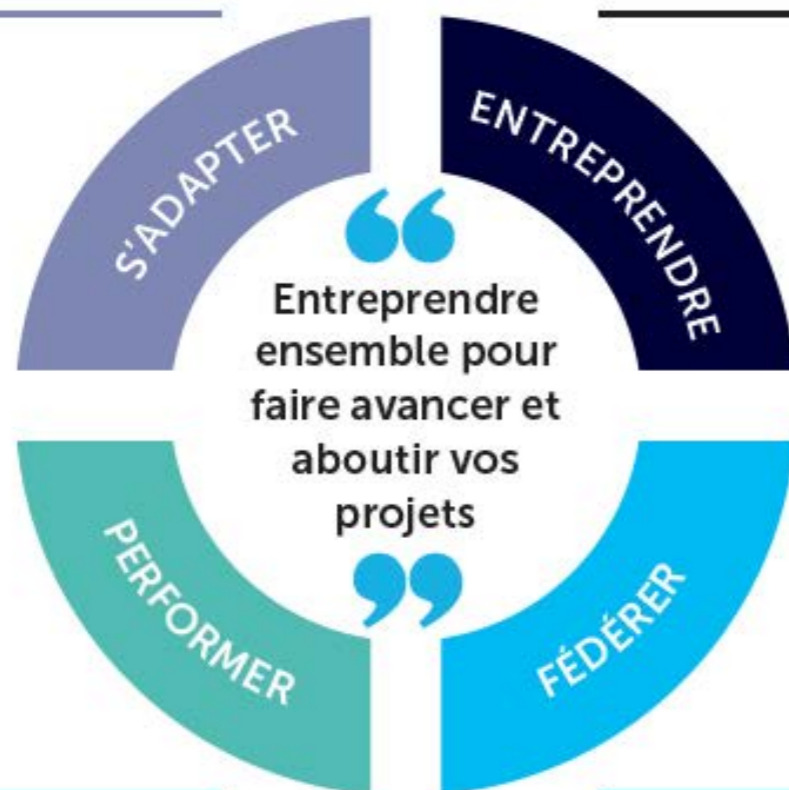 S'ADAPTER
ENTREPRENDRE
“
Entreprendre
ensemble pour
faire avancer et
aboutir vos
projets
”
PERFORMER
FÉDÉRER